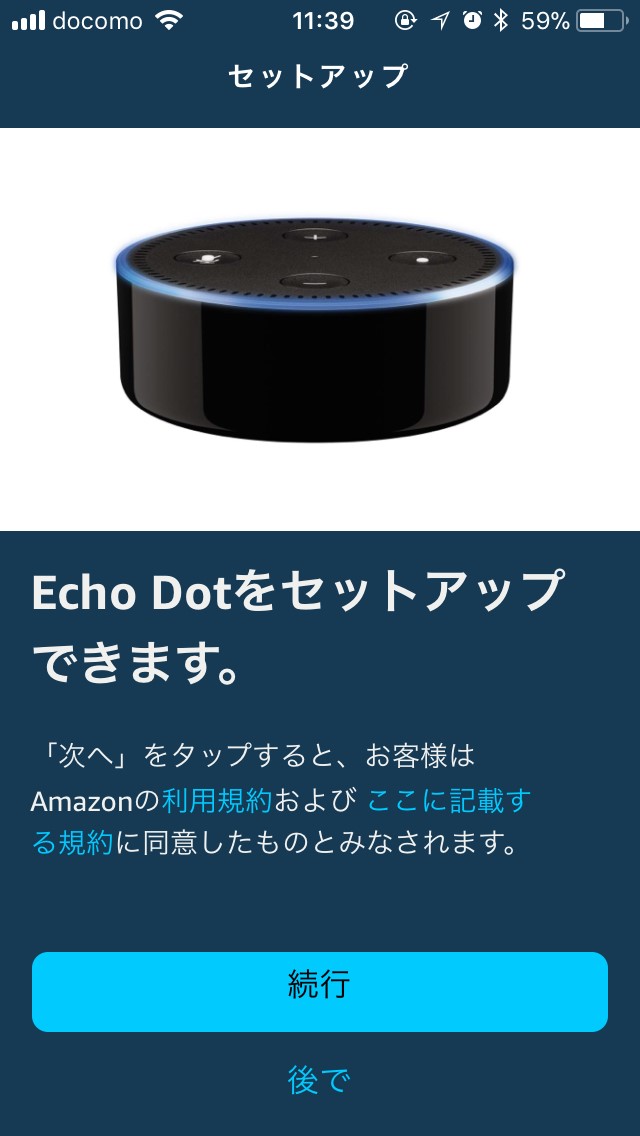 docomo 11:39 59%
セットアップ
Echo Dotをセットアップ
できます。
「次へ」をタップすると、お客様は
Amazonの利用規約および ここに記載す
る規約に同意したものとみなされます。
続行
後で